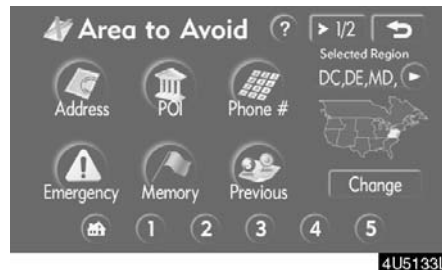 Area to Avoid ? > 1/2
Selected Region
DC,DE,MD,
Address POI Phone #
Emergency Memory Previous Change
1 2 3 4 5
4U5133